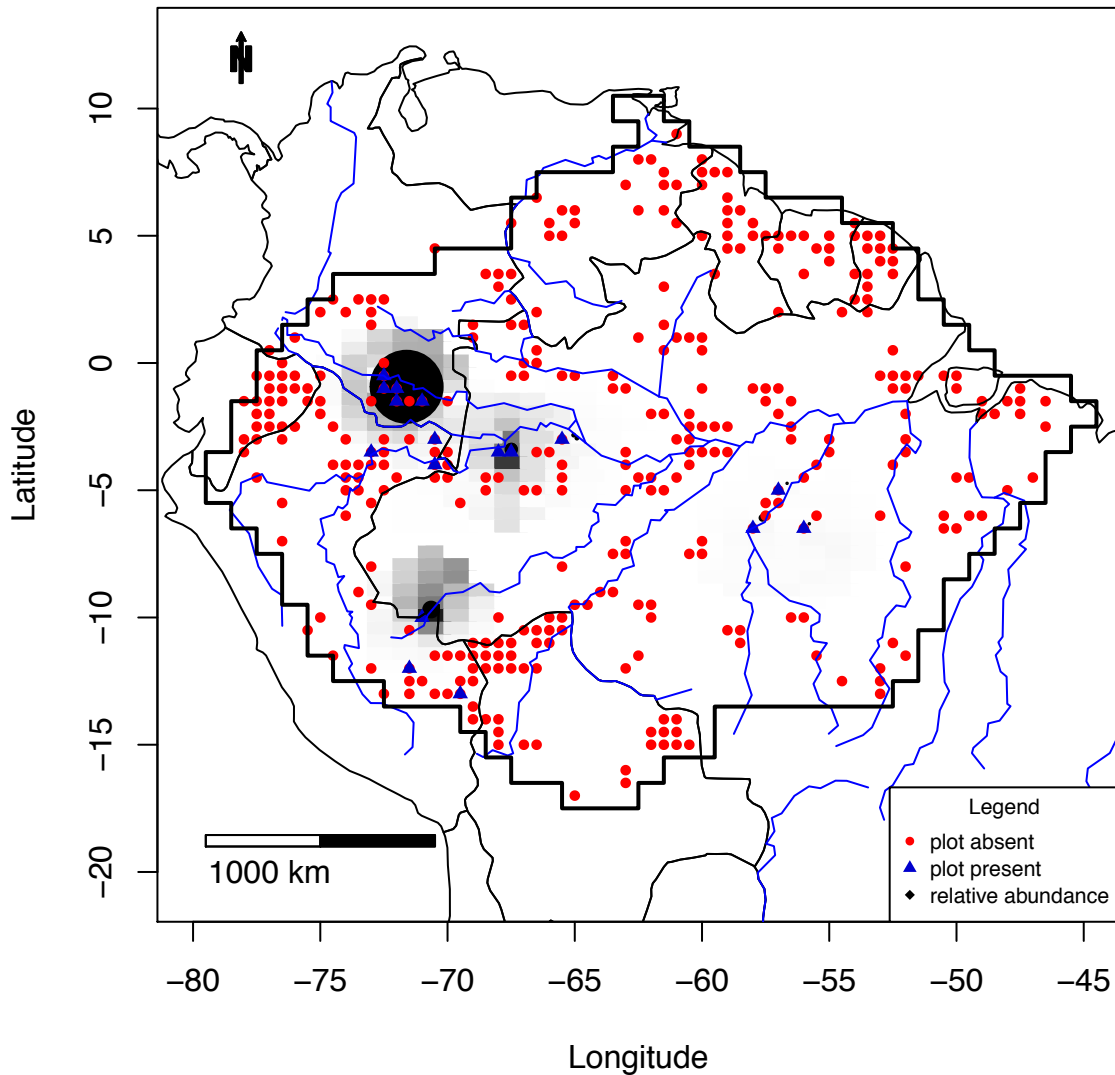 N
10
5
0
−5
−10
−15
−20
Latitude
1000 km
Legend
plot absent
plot present
relative abundance
−80
−75
−70
−65
−60
−55
−50
−45
Longitude